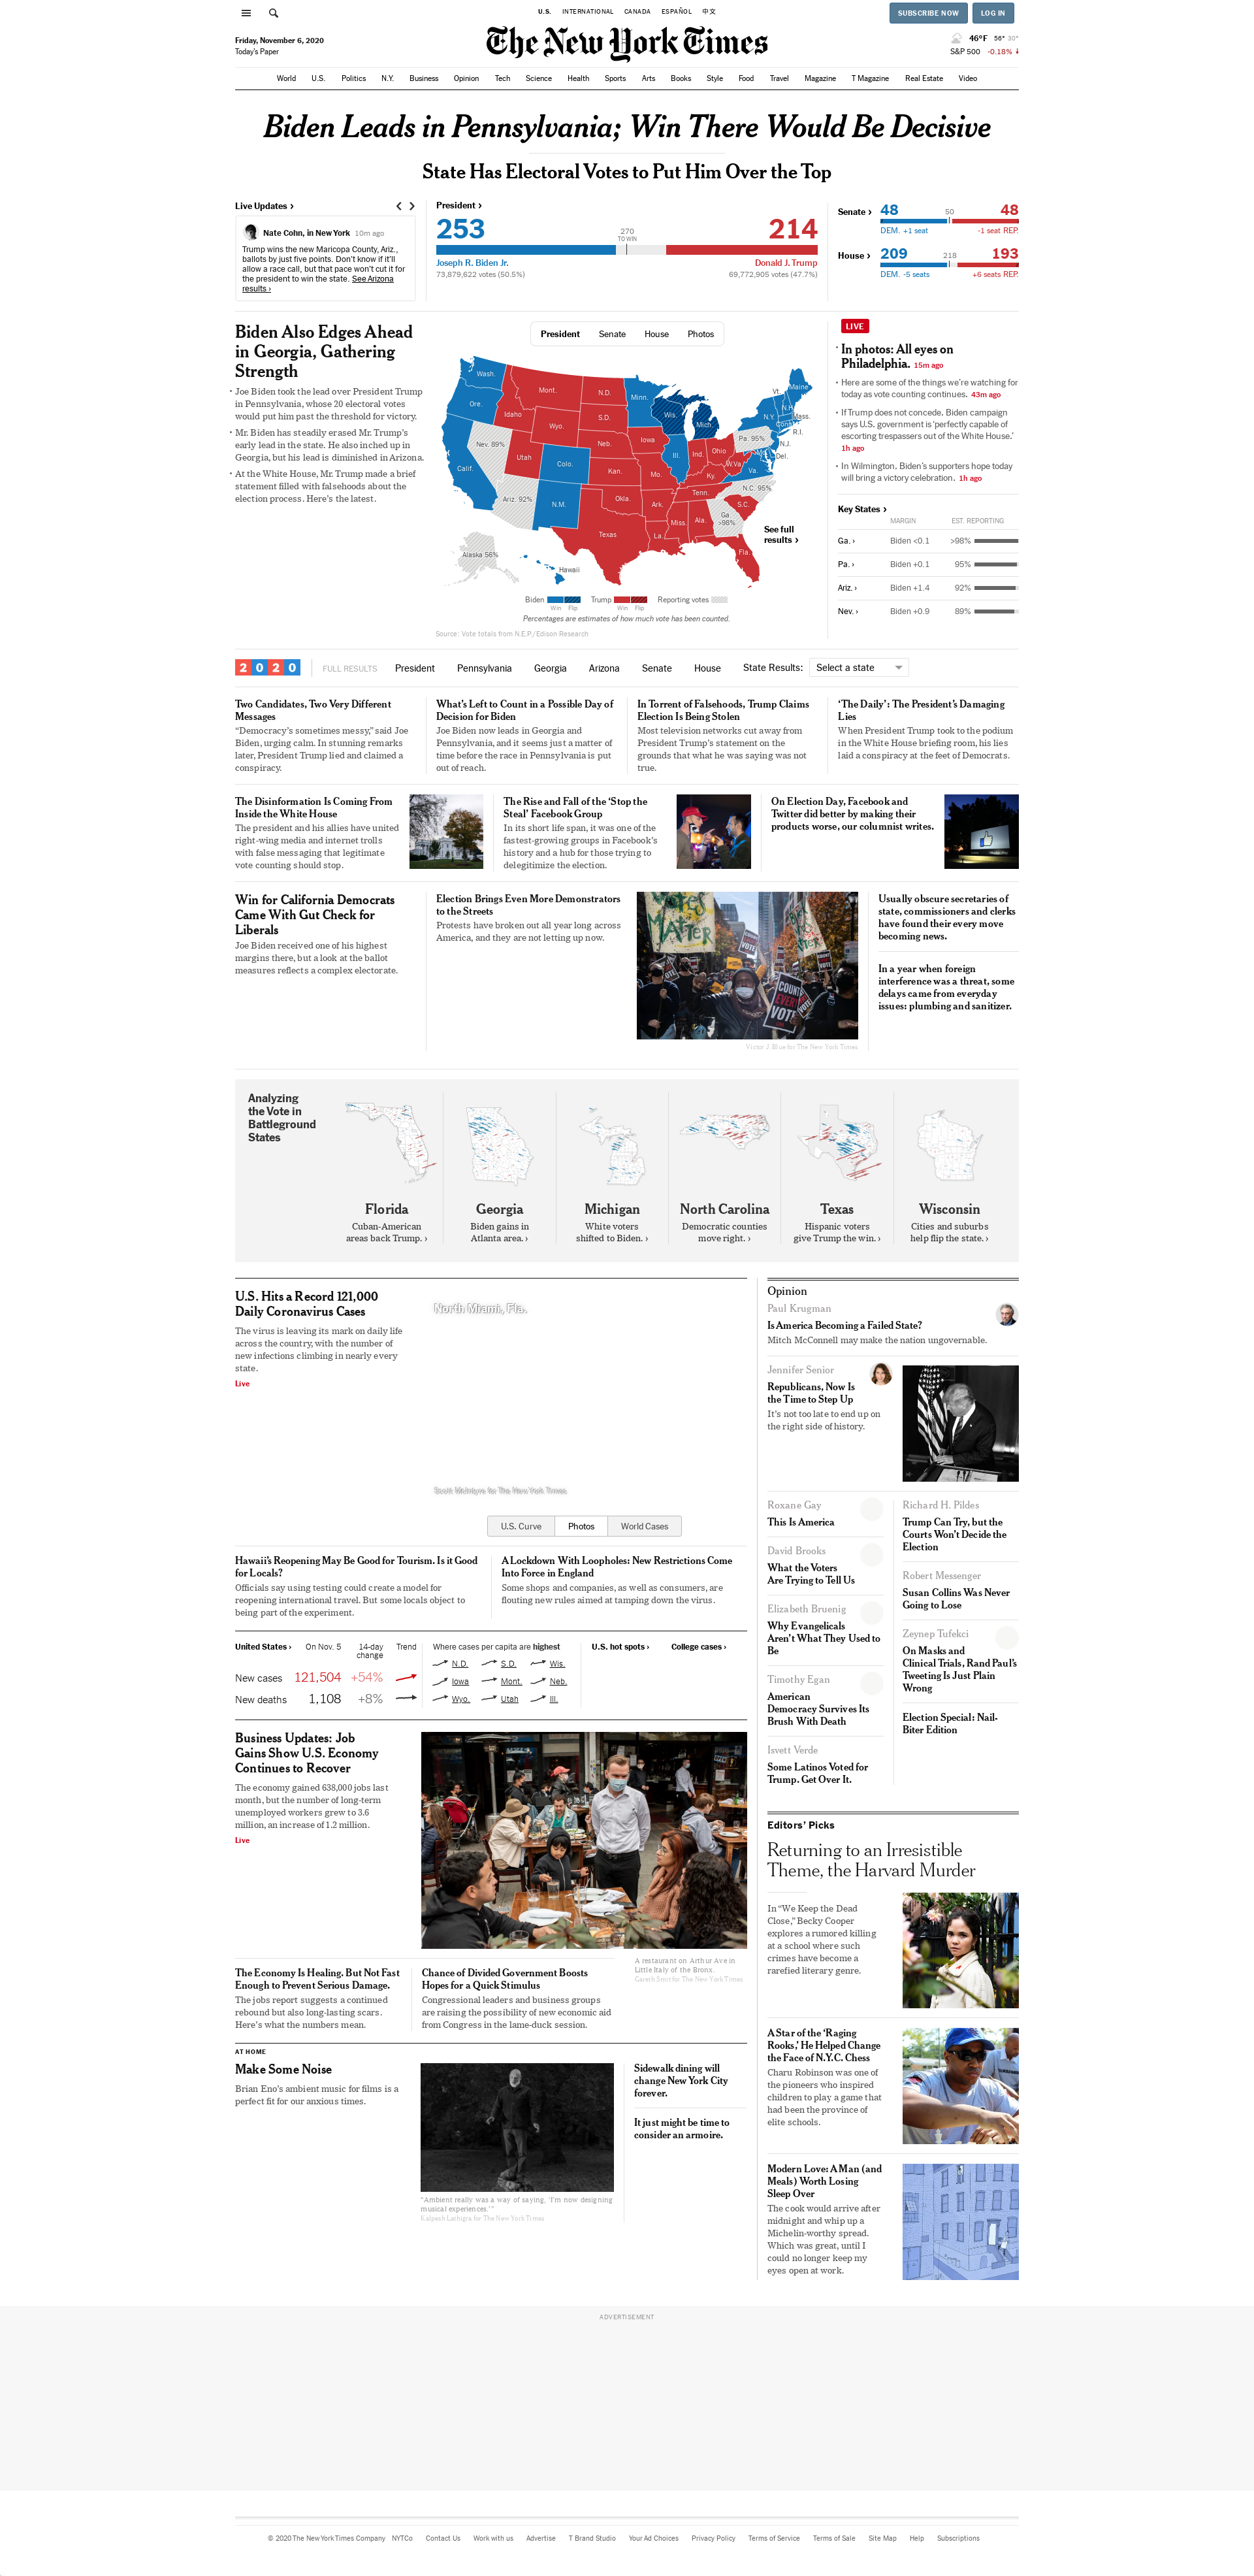 U.S. INTERNATIONAL CANADA ESPAÑOL 中文
SUBSCRIBE NOW LOG IN
Friday, November 6, 2020
Today's Paper
The New York Times
46°F 56° 30°
S&P 500 -0.18%
World U.S. Politics N.Y. Business Opinion Tech Science Health Sports Arts Books Style Food Travel Magazine T Magazine Real Estate Video
Biden Leads in Pennsylvania; Win There Would Be Decisive
State Has Electoral Votes to Put Him Over the Top
Live Updates ›
Nate Cohn, in New York 10m ago
Trump wins the new Maricopa County, Ariz.,
ballots by just five points. Don't know if it'll
allow a race call, but that pace won't cut it for
the president to win the state. See Arizona
results ›
President ›
253 270 TO WIN 214
Joseph R. Biden Jr. Donald J. Trump
73,879,622 votes (50.5%) 69,772,905 votes (47.7%)
Senate › 48 50 48
DEM. +1 seat -1 seat REP.
House › 209 218 193
DEM. -5 seats +6 seats REP.
Biden Also Edges Ahead
in Georgia, Gathering
Strength
• Joe Biden took the lead over President Trump
in Pennsylvania, whose 20 electoral votes
would put him past the threshold for victory.
• Mr. Biden has steadily erased Mr. Trump's
early lead in the state. He also inched up in
Georgia, but his lead is diminished in Arizona.
• At the White House, Mr. Trump made a brief
statement filled with falsehoods about the
election process. Here's the latest.
President Senate House Photos
Wash.
Ore.
Calif.
Nev. 89%
Idaho
Mont.
Wyo.
Utah
Ariz. 92%
Colo.
N.M.
N.D.
S.D.
Neb.
Kan.
Okla.
Texas
Minn.
Iowa
Mo.
Ark.
La.
Wis.
Ill.
Mich.
Ind.
Ohio
Ky.
Tenn.
Miss.
Ala.
Ga. >98%
Fla.
S.C.
N.C. 95%
Va.
W.Va.
Pa. 95%
N.Y.
Vt.
N.H.
Maine
Mass.
Conn.
R.I.
N.J.
Del.
Alaska 56%
Hawaii
See full
results ›
Biden Win Flip Trump Win Flip Reporting votes
Percentages are estimates of how much vote has been counted.
Source: Vote totals from N.E.P./Edison Research
LIVE
• In photos: All eyes on
Philadelphia. 15m ago
• Here are some of the things we're watching for
today as vote counting continues. 43m ago
• If Trump does not concede, Biden campaign
says U.S. government is 'perfectly capable of
escorting trespassers out of the White House.'
1h ago
• In Wilmington, Biden's supporters hope today
will bring a victory celebration. 1h ago
Key States ›
MARGIN EST. REPORTING
Ga. › Biden <0.1 >98%
Pa. › Biden +0.1 95%
Ariz. › Biden +1.4 92%
Nev. › Biden +0.9 89%
2020 FULL RESULTS President Pennsylvania Georgia Arizona Senate House State Results: Select a state
Two Candidates, Two Very Different
Messages
"Democracy's sometimes messy," said Joe
Biden, urging calm. In stunning remarks
later, President Trump lied and claimed a
conspiracy.
What's Left to Count in a Possible Day of
Decision for Biden
Joe Biden now leads in Georgia and
Pennsylvania, and it seems just a matter of
time before the race in Pennsylvania is put
out of reach.
In Torrent of Falsehoods, Trump Claims
Election Is Being Stolen
Most television networks cut away from
President Trump's statement on the
grounds that what he was saying was not
true.
'The Daily': The President's Damaging
Lies
When President Trump took to the podium
in the White House briefing room, his lies
laid a conspiracy at the feet of Democrats.
The Disinformation Is Coming From
Inside the White House
The president and his allies have united
right-wing media and internet trolls
with false messaging that legitimate
vote counting should stop.
The Rise and Fall of the 'Stop the
Steal' Facebook Group
In its short life span, it was one of the
fastest-growing groups in Facebook's
history and a hub for those trying to
delegitimize the election.
On Election Day, Facebook and
Twitter did better by making their
products worse, our columnist writes.
Win for California Democrats
Came With Gut Check for
Liberals
Joe Biden received one of his highest
margins there, but a look at the ballot
measures reflects a complex electorate.
Election Brings Even More Demonstrators
to the Streets
Protests have broken out all year long across
America, and they are not letting up now.
COUNT
EVERY
VOTE
Victor J. Blue for The New York Times
Usually obscure secretaries of
state, commissioners and clerks
have found their every move
becoming news.
In a year when foreign
interference was a threat, some
delays came from everyday
issues: plumbing and sanitizer.
Analyzing
the Vote in
Battleground
States
Florida
Cuban-American
areas back Trump. ›
Georgia
Biden gains in
Atlanta area. ›
Michigan
White voters
shifted to Biden. ›
North Carolina
Democratic counties
move right. ›
Texas
Hispanic voters
give Trump the win. ›
Wisconsin
Cities and suburbs
help flip the state. ›
U.S. Hits a Record 121,000
Daily Coronavirus Cases
The virus is leaving its mark on daily life
across the country, with the number of
new infections climbing in nearly every
state.
Live
North Miami, Fla.
Scott McIntyre for The New York Times
U.S. Curve Photos World Cases
Hawaii's Reopening May Be Good for Tourism. Is it Good
for Locals?
Officials say using testing could create a model for
reopening international travel. But some locals object to
being part of the experiment.
A Lockdown With Loopholes: New Restrictions Come
Into Force in England
Some shops and companies, as well as consumers, are
flouting new rules aimed at tamping down the virus.
United States › On Nov. 5 14-day change Trend
New cases 121,504 +54%
New deaths 1,108 +8%
Where cases per capita are highest
N.D. S.D. Wis.
Iowa Mont. Neb.
Wyo. Utah Ill.
U.S. hot spots › College cases ›
Business Updates: Job
Gains Show U.S. Economy
Continues to Recover
The economy gained 638,000 jobs last
month, but the number of long-term
unemployed workers grew to 3.6
million, an increase of 1.2 million.
Live
A restaurant on Arthur Ave in
Little Italy of the Bronx.
Gareth Smit for The New York Times
The Economy Is Healing. But Not Fast
Enough to Prevent Serious Damage.
The jobs report suggests a continued
rebound but also long-lasting scars.
Here's what the numbers mean.
Chance of Divided Government Boosts
Hopes for a Quick Stimulus
Congressional leaders and business groups
are raising the possibility of new economic aid
from Congress in the lame-duck session.
AT HOME
Make Some Noise
Brian Eno's ambient music for films is a
perfect fit for our anxious times.
"Ambient really was a way of saying, 'I'm now designing
musical experiences.'"
Kalpesh Lathigra for The New York Times
Sidewalk dining will
change New York City
forever.
It just might be time to
consider an armoire.
Opinion
Paul Krugman
Is America Becoming a Failed State?
Mitch McConnell may make the nation ungovernable.
Jennifer Senior
Republicans, Now Is
the Time to Step Up
It's not too late to end up on
the right side of history.
Roxane Gay
This Is America
David Brooks
What the Voters
Are Trying to Tell Us
Elizabeth Bruenig
Why Evangelicals
Aren't What They Used to
Be
Timothy Egan
American
Democracy Survives Its
Brush With Death
Isvett Verde
Some Latinos Voted for
Trump. Get Over It.
Richard H. Pildes
Trump Can Try, but the
Courts Won't Decide the
Election
Robert Messenger
Susan Collins Was Never
Going to Lose
Zeynep Tufekci
On Masks and
Clinical Trials, Rand Paul's
Tweeting Is Just Plain
Wrong
Election Special: Nail-
Biter Edition
Editors' Picks
Returning to an Irresistible
Theme, the Harvard Murder
In "We Keep the Dead
Close," Becky Cooper
explores a rumored killing
at a school where such
crimes have become a
rarefied literary genre.
A Star of the 'Raging
Rooks,' He Helped Change
the Face of N.Y.C. Chess
Charu Robinson was one of
the pioneers who inspired
children to play a game that
had been the province of
elite schools.
Modern Love: A Man (and
Meals) Worth Losing
Sleep Over
The cook would arrive after
midnight and whip up a
Michelin-worthy spread.
Which was great, until I
could no longer keep my
eyes open at work.
ADVERTISEMENT
© 2020 The New York Times Company NYTCo Contact Us Work with us Advertise T Brand Studio Your Ad Choices Privacy Policy Terms of Service Terms of Sale Site Map Help Subscriptions